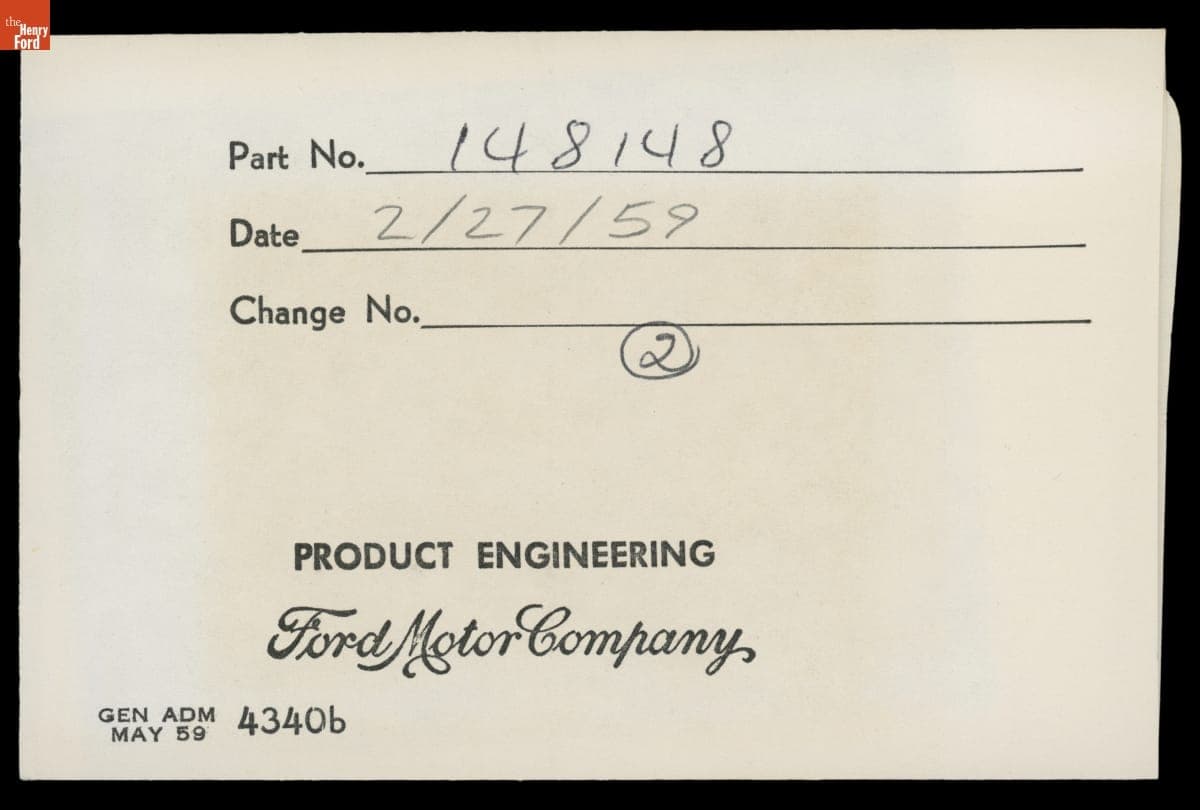 the
Henry
Ford
Part No. 148148
Date 2/27/59
Change No.
2
PRODUCT ENGINEERING
Ford Motor Company
GEN ADM 4340b
MAY 59